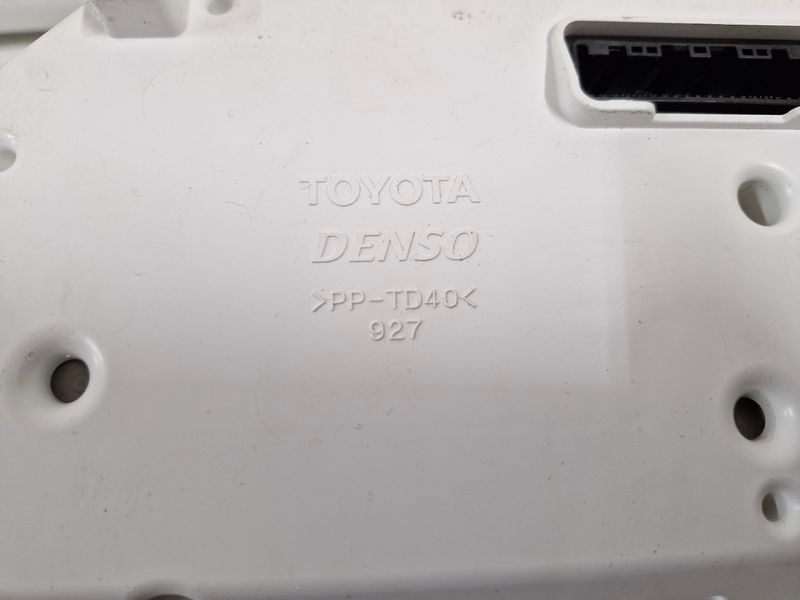 TOYOTA
DENSO
>PP-TD40<
927